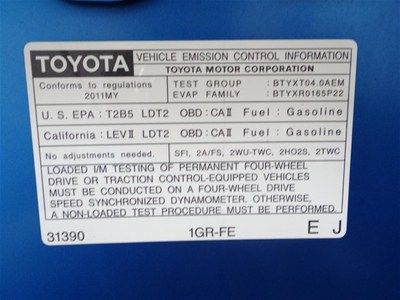 TOYOTA VEHICLE EMISSION CONTROL INFORMATION
TOYOTA MOTOR CORPORATION
Conforms to regulations
2011MY
TEST GROUP : BTYXT04.0AEM
EVAP FAMILY : BTYXR0165P22
U.S. EPA : T2B5 LDT2 OBD: CAⅡ Fuel : Gasoline
California : LEVⅡ LDT2 OBD: CAⅡ Fuel : Gasoline
No adjustments needed. SFI, 2A/FS, 2WU-TWC, 2HO2S, 2TWC
LOADED I/M TESTING OF PERMANENT FOUR-WHEEL
DRIVE OR TRACTION CONTROL-EQUIPPED VEHICLES
MUST BE CONDUCTED ON A FOUR-WHEEL DRIVE
SPEED SYNCHRONIZED DYNAMOMETER. OTHERWISE,
A NON-LOADED TEST PROCEDURE MUST BE PERFORMED.
31390 1GR-FE E J